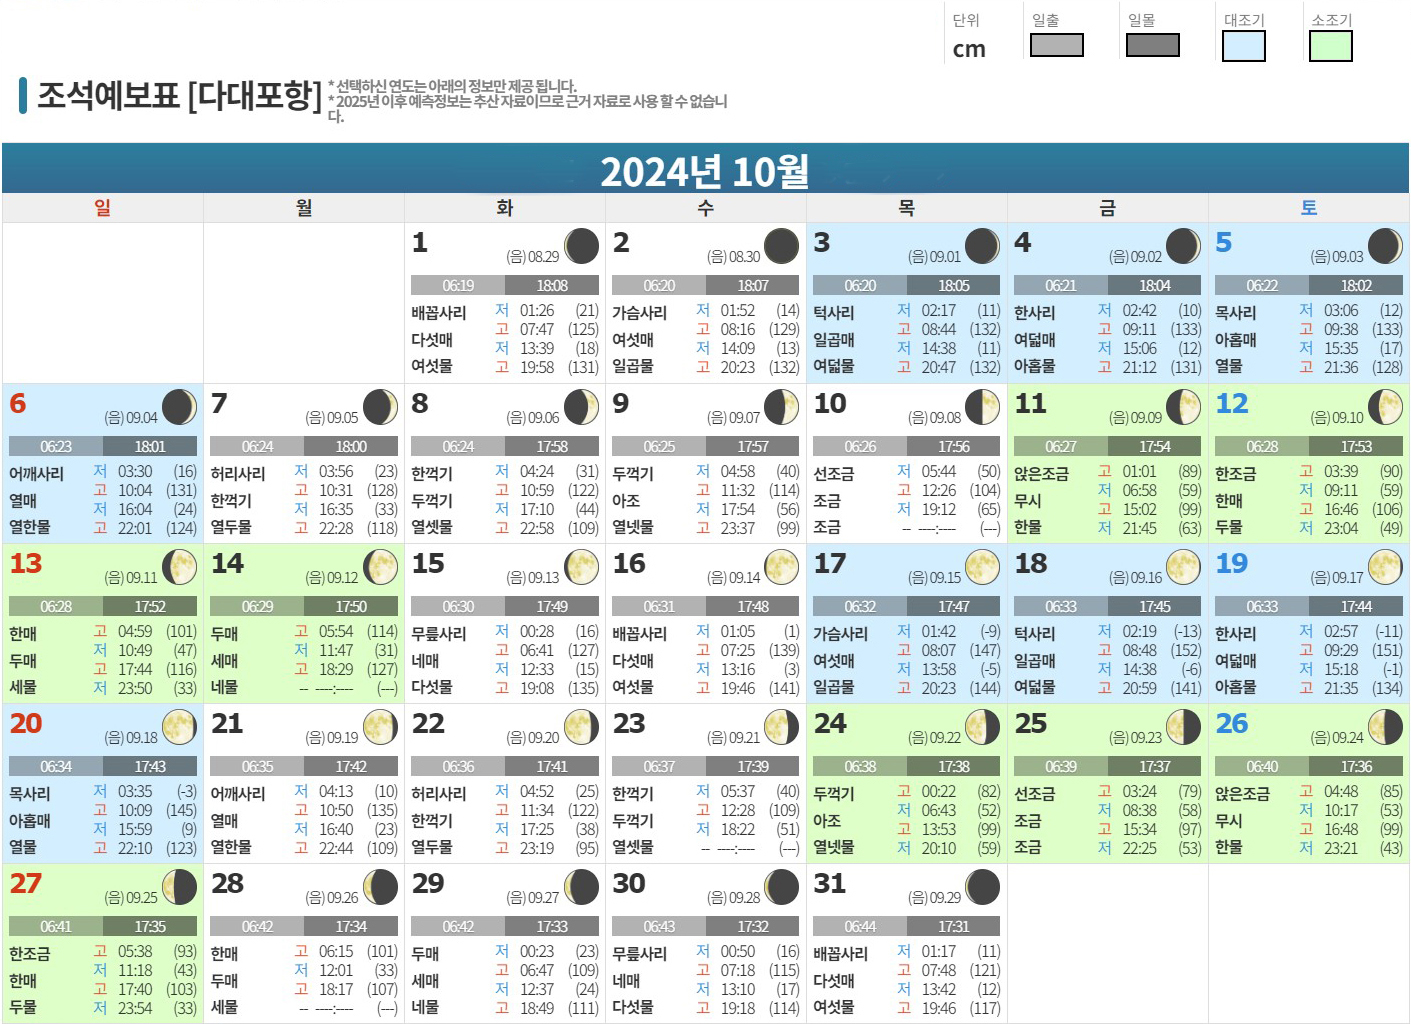 단위 일출 일몰 대조기 소조기
cm
조석예보표 [다대포항]
* 선택하신 연도는 아래의 정보만 제공 됩니다.
* 2025년 이후 예측정보는 추산 자료이므로 근거 자료로 사용 할 수 없습니
다.
2024년 10월
일 월 화 수 목 금 토
1 (음) 08.29
06:19 18:08
배꼽사리
다섯매
여섯물
저 01:26 (21)
고 07:47 (125)
저 13:39 (18)
고 19:58 (131)
2 (음) 08.30
06:20 18:07
가슴사리
여섯매
일곱물
저 01:52 (14)
고 08:16 (129)
저 14:09 (13)
고 20:23 (132)
3 (음) 09.01
06:20 18:05
턱사리
일곱매
여덟물
저 02:17 (11)
고 08:44 (132)
저 14:38 (11)
고 20:47 (132)
4 (음) 09.02
06:21 18:04
한사리
여덟매
아홉물
저 02:42 (10)
고 09:11 (133)
저 15:06 (12)
고 21:12 (131)
5 (음) 09.03
06:22 18:02
목사리
아홉매
열물
저 03:06 (12)
고 09:38 (133)
저 15:35 (17)
고 21:36 (128)
6 (음) 09.04
06:23 18:01
어깨사리
열매
열한물
저 03:30 (16)
고 10:04 (131)
저 16:04 (24)
고 22:01 (124)
7 (음) 09.05
06:24 18:00
허리사리
한꺽기
열두물
저 03:56 (23)
고 10:31 (128)
저 16:35 (33)
고 22:28 (118)
8 (음) 09.06
06:24 17:58
한꺽기
두꺽기
열셋물
저 04:24 (31)
고 10:59 (122)
저 17:10 (44)
고 22:58 (109)
9 (음) 09.07
06:25 17:57
두꺽기
아조
열넷물
저 04:58 (40)
고 11:32 (114)
저 17:54 (56)
고 23:37 (99)
10 (음) 09.08
06:26 17:56
선조금
조금
조금
저 05:44 (50)
고 12:26 (104)
저 19:12 (65)
-- ----:---- (---)
11 (음) 09.09
06:27 17:54
앉은조금
무시
한물
고 01:01 (89)
저 06:58 (59)
고 15:02 (99)
저 21:45 (63)
12 (음) 09.10
06:28 17:53
한조금
한매
두물
고 03:39 (90)
저 09:11 (59)
고 16:46 (106)
저 23:04 (49)
13 (음) 09.11
06:28 17:52
한매
두매
세물
고 04:59 (101)
저 10:49 (47)
고 17:44 (116)
저 23:50 (33)
14 (음) 09.12
06:29 17:50
두매
세매
네물
고 05:54 (114)
저 11:47 (31)
고 18:29 (127)
-- ----:---- (---)
15 (음) 09.13
06:30 17:49
무릎사리
네매
다섯물
저 00:28 (16)
고 06:41 (127)
저 12:33 (15)
고 19:08 (135)
16 (음) 09.14
06:31 17:48
배꼽사리
다섯매
여섯물
저 01:05 (1)
고 07:25 (139)
저 13:16 (3)
고 19:46 (141)
17 (음) 09.15
06:32 17:47
가슴사리
여섯매
일곱물
저 01:42 (-9)
고 08:07 (147)
저 13:58 (-5)
고 20:23 (144)
18 (음) 09.16
06:33 17:45
턱사리
일곱매
여덟물
저 02:19 (-13)
고 08:48 (152)
저 14:38 (-6)
고 20:59 (141)
19 (음) 09.17
06:33 17:44
한사리
여덟매
아홉물
저 02:57 (-11)
고 09:29 (151)
저 15:18 (-1)
고 21:35 (134)
20 (음) 09.18
06:34 17:43
목사리
아홉매
열물
저 03:35 (-3)
고 10:09 (145)
저 15:59 (9)
고 22:10 (123)
21 (음) 09.19
06:35 17:42
어깨사리
열매
열한물
저 04:13 (10)
고 10:50 (135)
저 16:40 (23)
고 22:44 (109)
22 (음) 09.20
06:36 17:41
허리사리
한꺽기
열두물
저 04:52 (25)
고 11:34 (122)
저 17:25 (38)
고 23:19 (95)
23 (음) 09.21
06:37 17:39
한꺽기
두꺽기
열셋물
저 05:37 (40)
고 12:28 (109)
저 18:22 (51)
-- ----:---- (---)
24 (음) 09.22
06:38 17:38
두꺽기
아조
열넷물
고 00:22 (82)
저 06:43 (52)
고 13:53 (99)
저 20:10 (59)
25 (음) 09.23
06:39 17:37
선조금
조금
조금
고 03:24 (79)
저 08:38 (58)
고 15:34 (97)
저 22:25 (53)
26 (음) 09.24
06:40 17:36
앉은조금
무시
한물
고 04:48 (85)
저 10:17 (53)
고 16:48 (99)
저 23:21 (43)
27 (음) 09.25
06:41 17:35
한조금
한매
두물
고 05:38 (93)
저 11:18 (43)
고 17:40 (103)
저 23:54 (33)
28 (음) 09.26
06:42 17:34
한매
두매
세물
고 06:15 (101)
저 12:01 (33)
고 18:17 (107)
-- ----:---- (---)
29 (음) 09.27
06:42 17:33
두매
세매
네물
저 00:23 (23)
고 06:47 (109)
저 12:37 (24)
고 18:49 (111)
30 (음) 09.28
06:43 17:32
무릎사리
네매
다섯물
저 00:50 (16)
고 07:18 (115)
저 13:10 (17)
고 19:18 (114)
31 (음) 09.29
06:44 17:31
배꼽사리
다섯매
여섯물
저 01:17 (11)
고 07:48 (121)
저 13:42 (12)
고 19:46 (117)